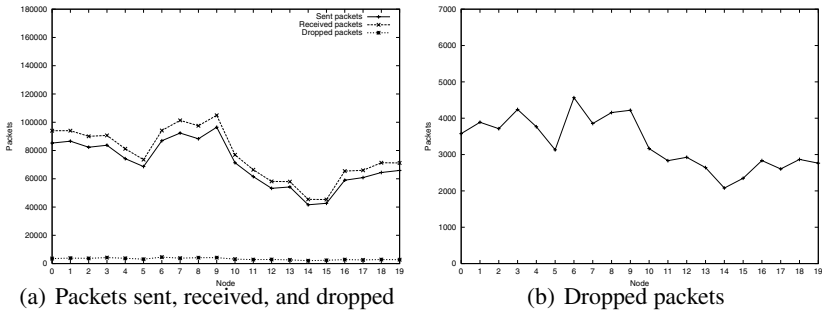 180000
160000
140000
120000
100000
80000
60000
40000
20000
0
Packets
Sent packets
Received packets
Dropped packets
0 1 2 3 4 5 6 7 8 9 10 11 12 13 14 15 16 17 18 19
Node
(a) Packets sent, received, and dropped
7000
6000
5000
4000
3000
2000
1000
0
Packets
0 1 2 3 4 5 6 7 8 9 10 11 12 13 14 15 16 17 18 19
Node
(b) Dropped packets